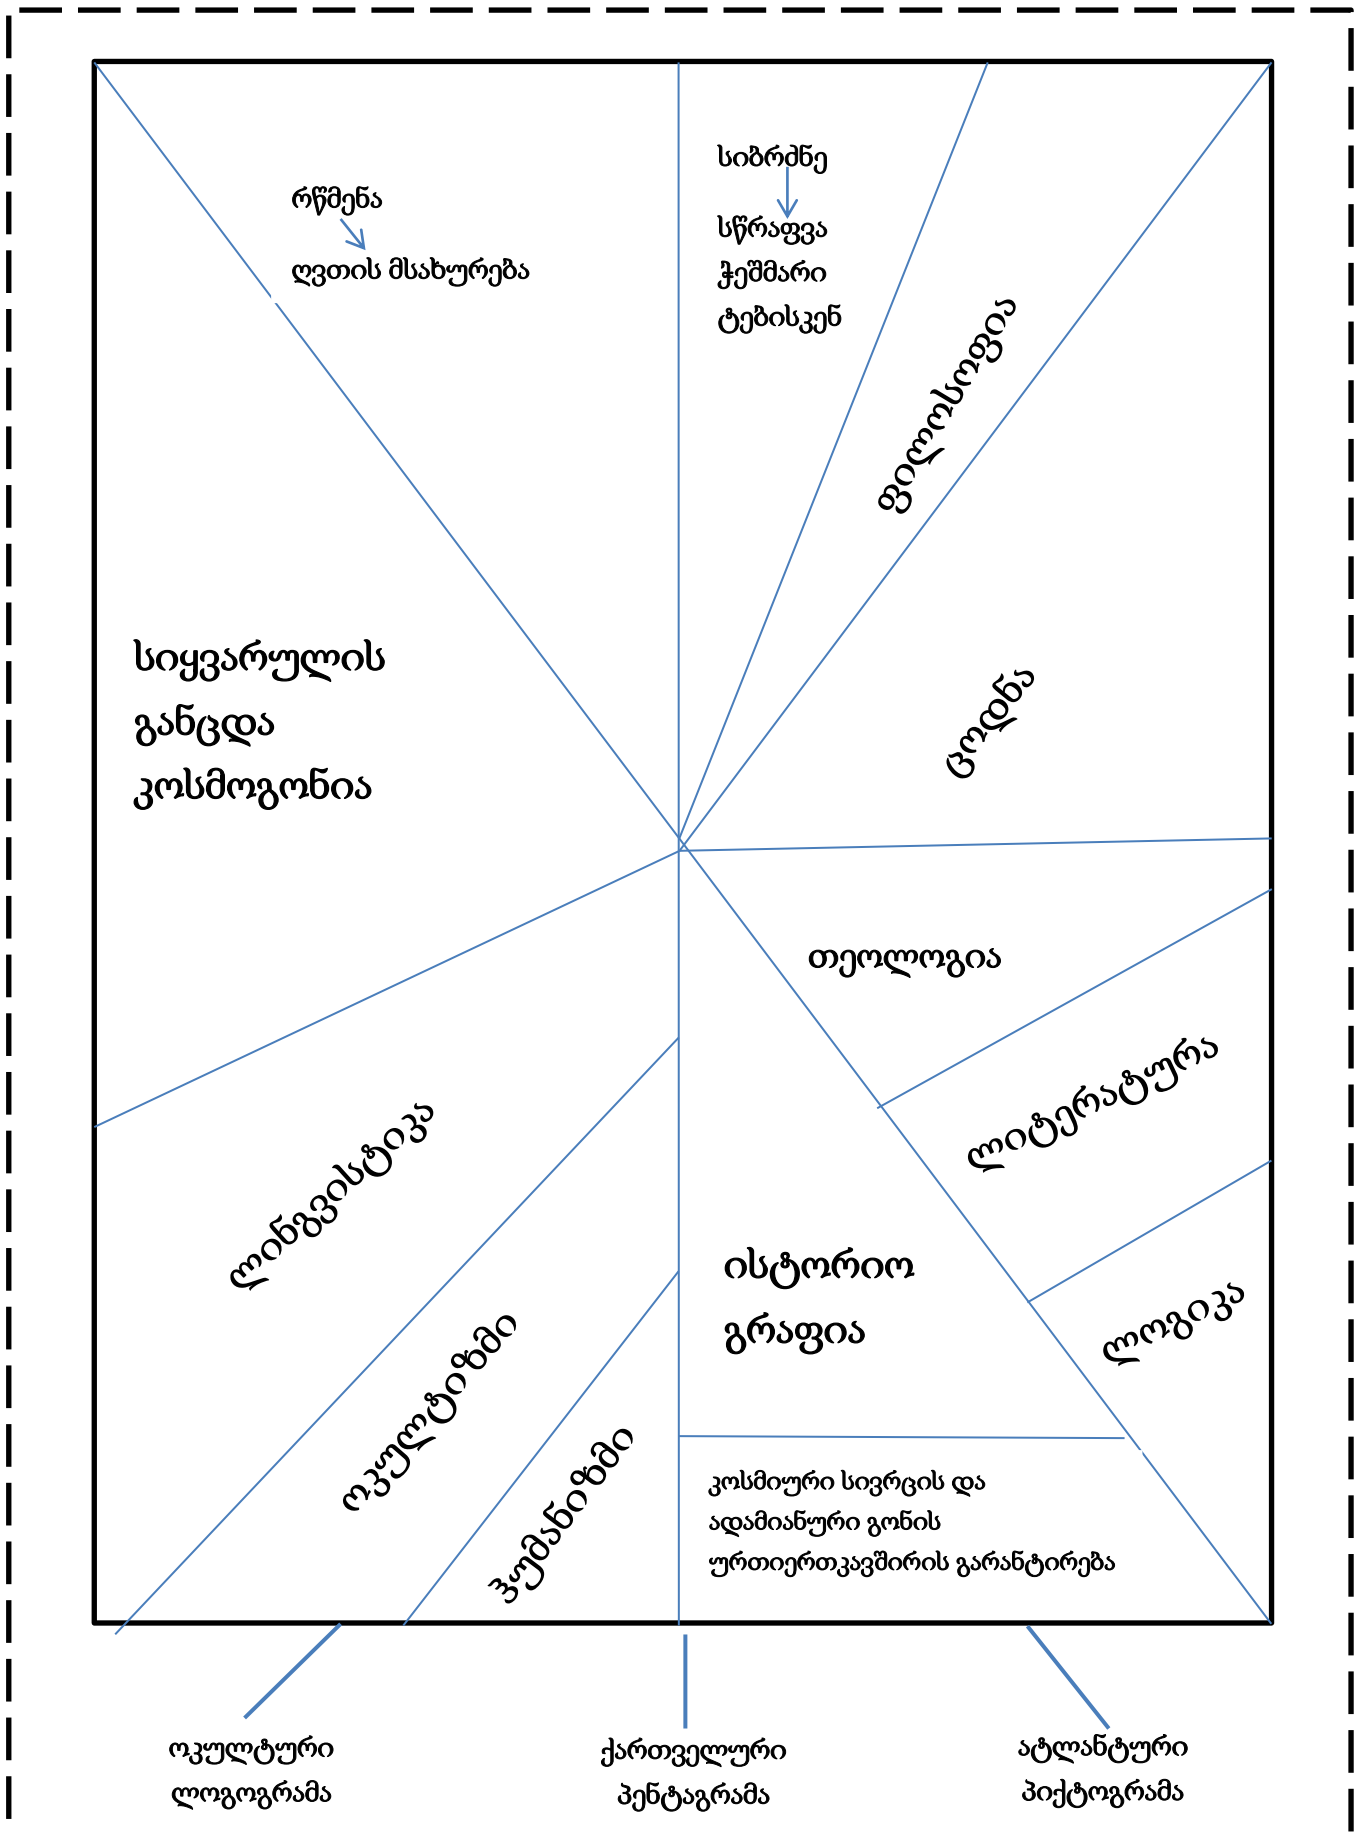 რწმენა
ღვთის მსახურება
სიბრძნე
სწრაფვა
ჭეშმარი
ტებისკენ
ფილოსოფია
ცოდნა
სიყვარულის
განცდა
კოსმოგონია
თეოლოგია
ლიტერატურა
ლოგიკა
ლინგვისტიკა
ოკულტიზმი
ჰუმანიზმი
ისტორიო
გრაფია
კოსმიური სივრცის და
ადამიანური გონის
ურთიერთკავშირის გარანტირება
ოკულტური
ლოგოგრამა
ქართველური
პენტაგრამა
ატლანტური
პიქტოგრამა